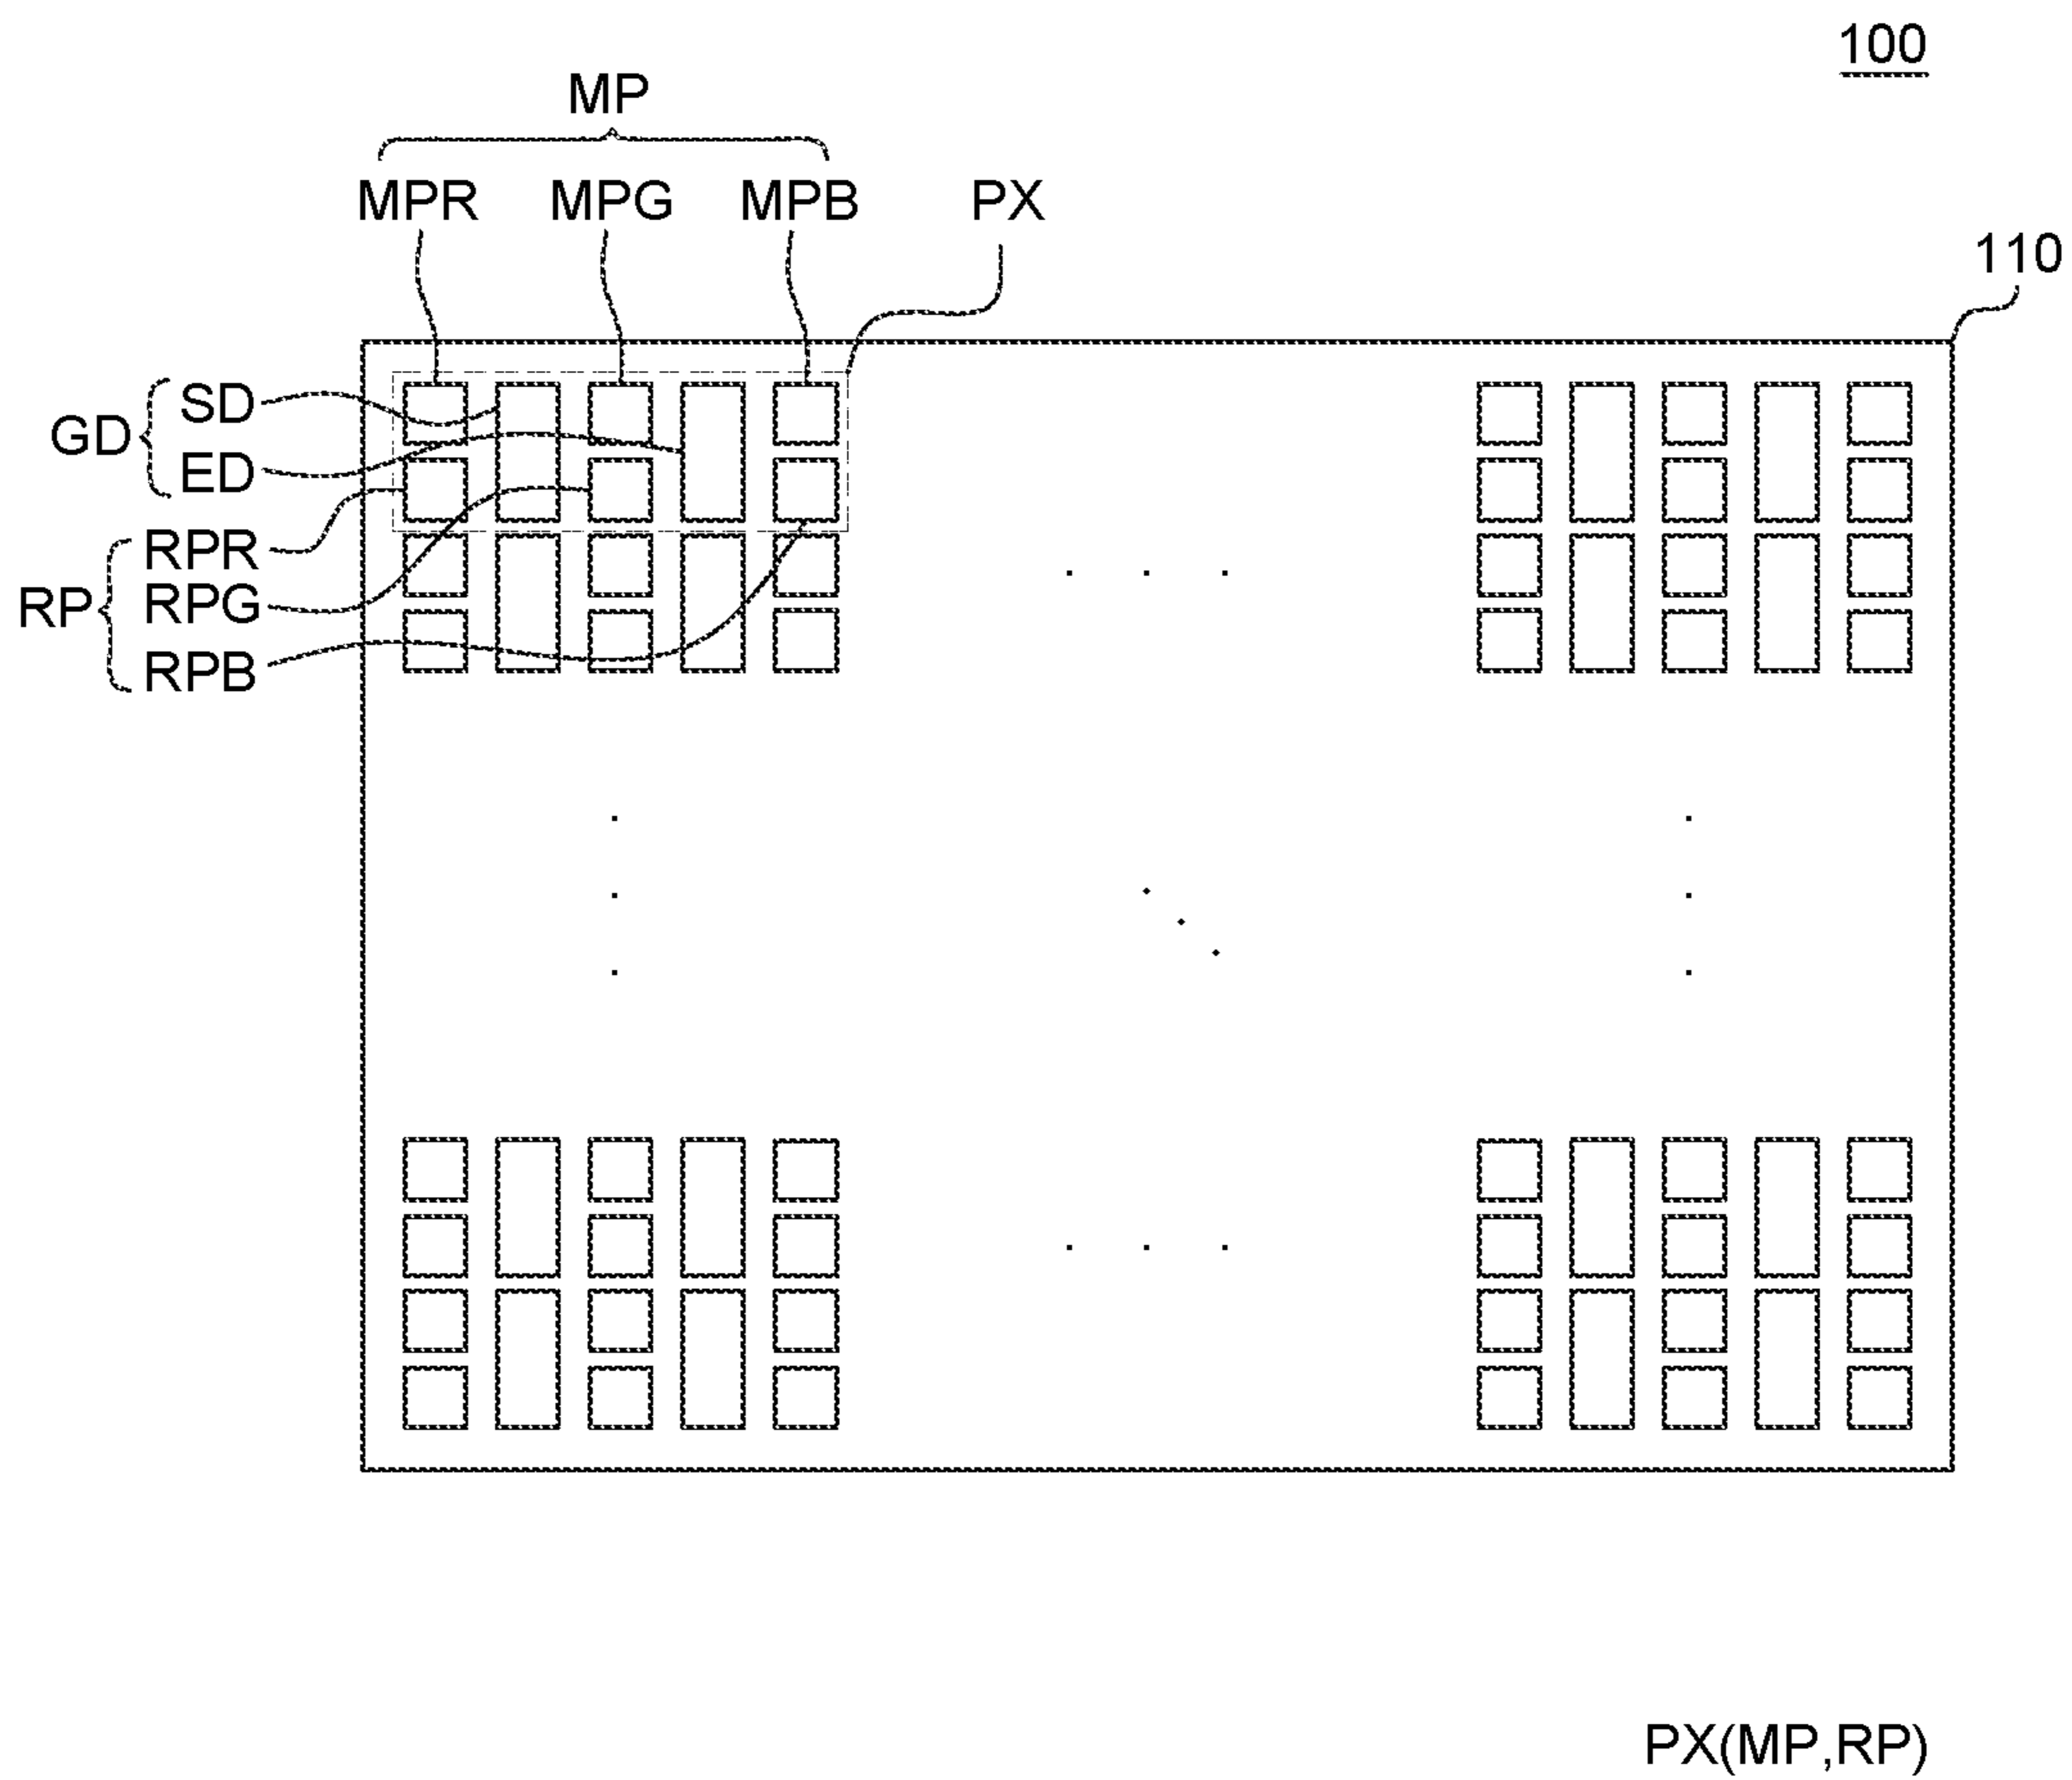 100
MP
MPR MPG MPB PX
110
SD
GD
ED
RPR
RP RPG
RPB
PX(MP,RP)